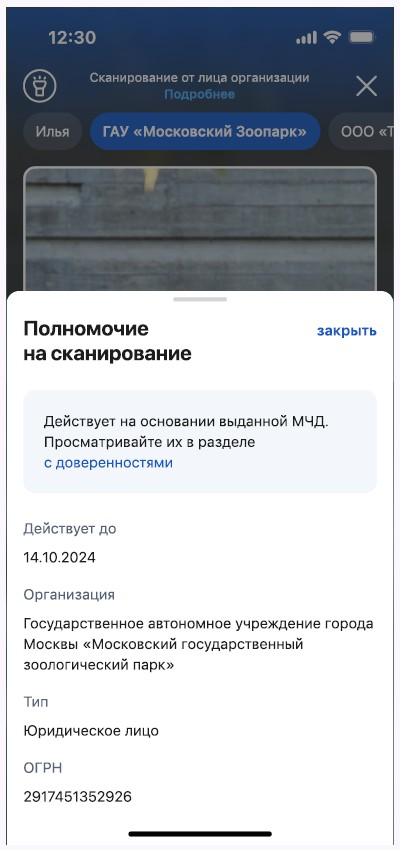 12:30
Сканирование от лица организации
Подробнее
Илья
ГАУ «Московский Зоопарк»
ООО «Т
Полномочие
на сканирование
закрыть
Действует на основании выданной МЧД.
Просматривайте их в разделе
с доверенностями
Действует до
14.10.2024
Организация
Государственное автономное учреждение города
Москвы «Московский государственный
зоологический парк»
Тип
Юридическое лицо
ОГРН
2917451352926